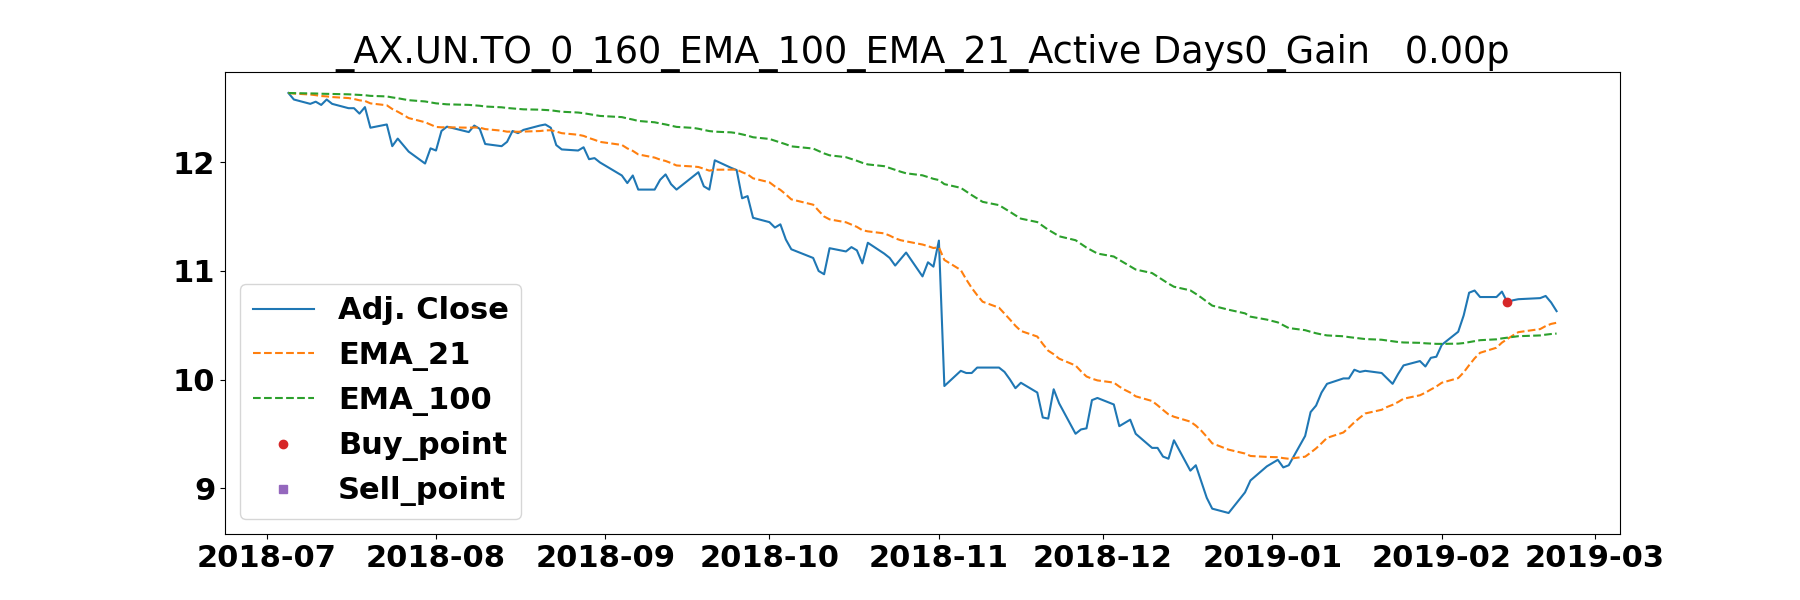 _AX.UN.TO_0_160_EMA_100_EMA_21_Active Days0_Gain   0.00p
12
11
10
9
Adj. Close
EMA_21
EMA_100
Buy_point
Sell_point
2018-07 2018-08 2018-09 2018-10 2018-11 2018-12 2019-01 2019-02 2019-03